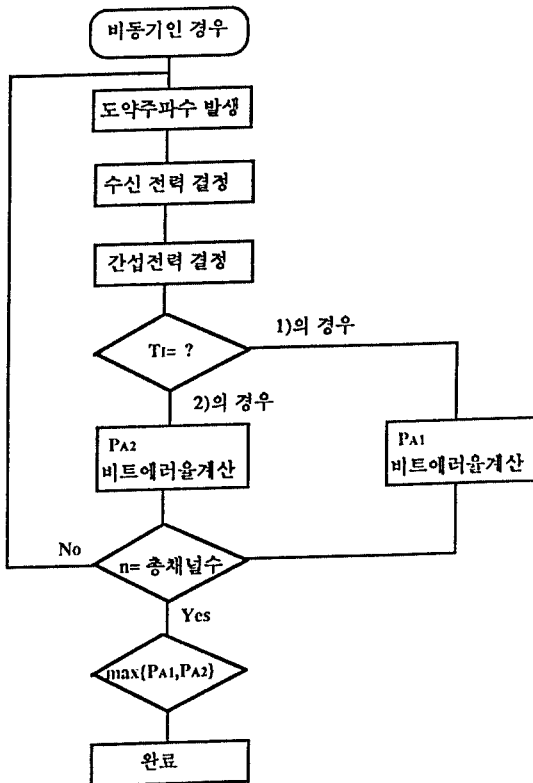 비동기인 경우
도약주파수 발생
수신 전력 결정
간섭전력 결정
1)의 경우
TI= ?
2)의 경우
PA2
비트에러율계산
PA1
비트에러율계산
No
n= 총채널수
Yes
max{PA1,PA2}
완료